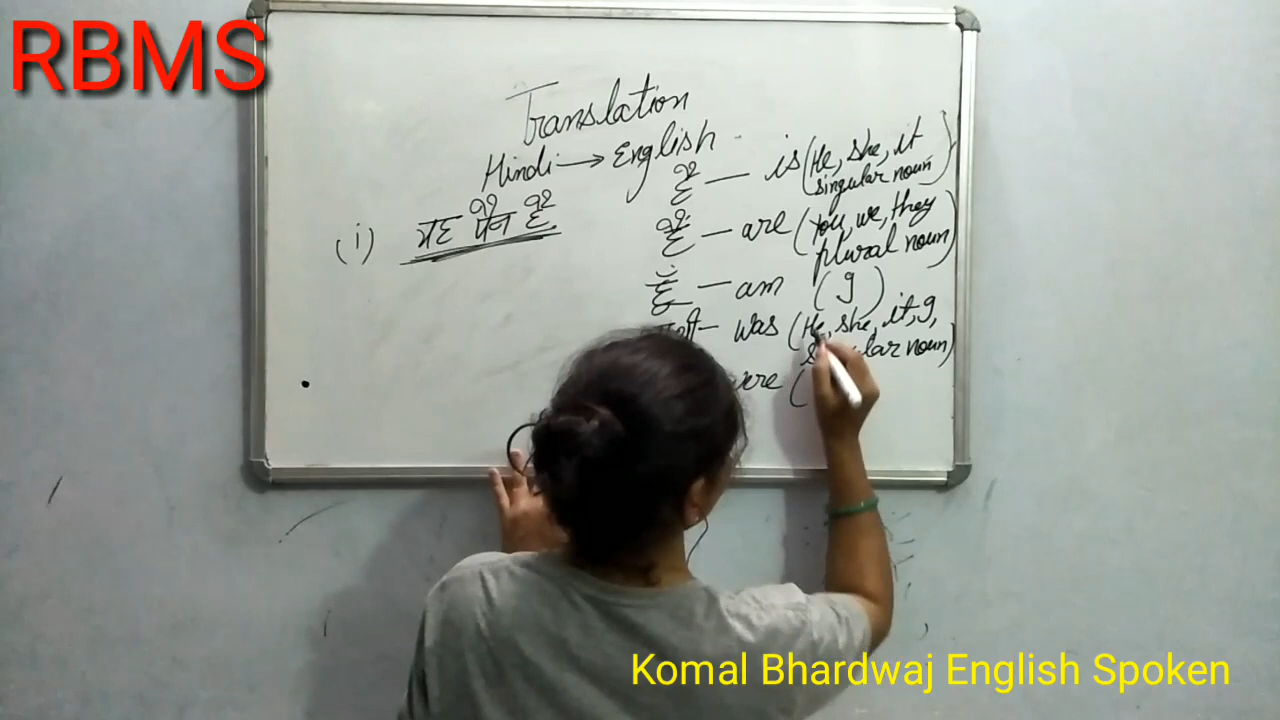 RBMS
Translation
Hindi → English
(i) यह पैन है
है — is (He, she, it
singular noun)
हैं — are (You, we, they
plural noun)
हूँ — am (I)
था — was (He, she, it, I,
singular noun)
were (
Komal Bhardwaj English Spoken